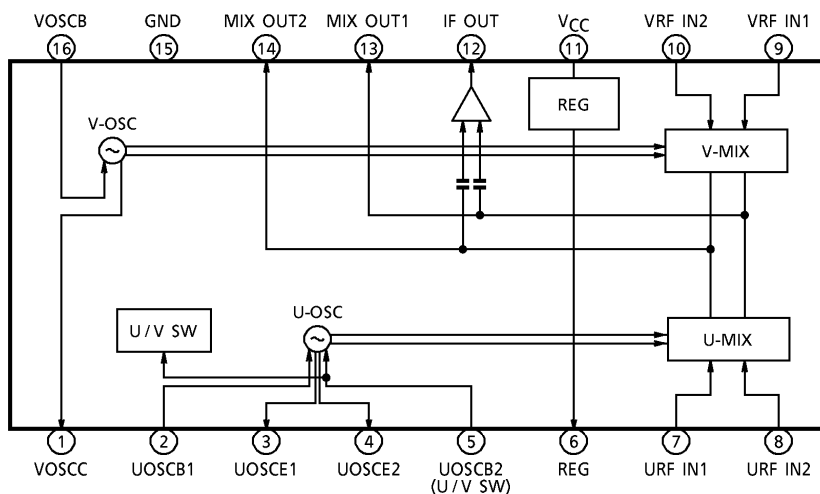 VOSCB GND MIX OUT2 MIX OUT1 IF OUT VCC VRF IN2 VRF IN1
16 15 14 13 12 11 10 9
REG
V-OSC
V-MIX
U-OSC
U/V SW
U-MIX
1 2 3 4 5 6 7 8
VOSCC UOSCB1 UOSCE1 UOSCE2 UOSCB2 REG URF IN1 URF IN2
(U/V SW)